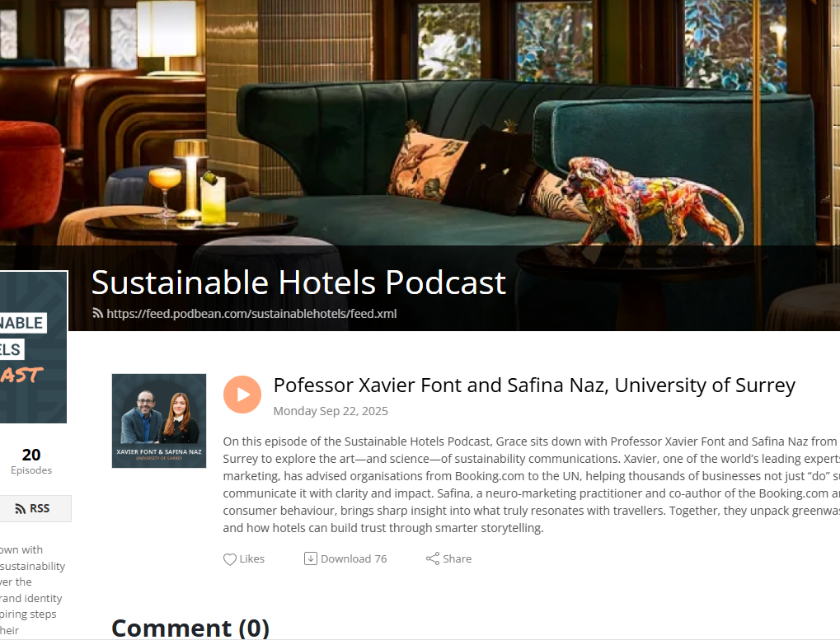 Sustainable Hotels Podcast
https://feed.podbean.com/sustainablehotels/feed.xml
NABLE
ELS
AST
20
Episodes
RSS
own with
sustainability
ver the
rand identity
piring steps
heir
XAVIER FONT & SAFINA NAZ
UNIVERSITY OF SURREY
Pofessor Xavier Font and Safina Naz, University of Surrey
Monday Sep 22, 2025
On this episode of the Sustainable Hotels Podcast, Grace sits down with Professor Xavier Font and Safina Naz from
Surrey to explore the art—and science—of sustainability communications. Xavier, one of the world's leading expert
marketing, has advised organisations from Booking.com to the UN, helping thousands of businesses not just “do” su
communicate it with clarity and impact. Safina, a neuro-marketing practitioner and co-author of the Booking.com an
consumer behaviour, brings sharp insight into what truly resonates with travellers. Together, they unpack greenwas
and how hotels can build trust through smarter storytelling.
Likes
Download 76
Share
Comment (0)